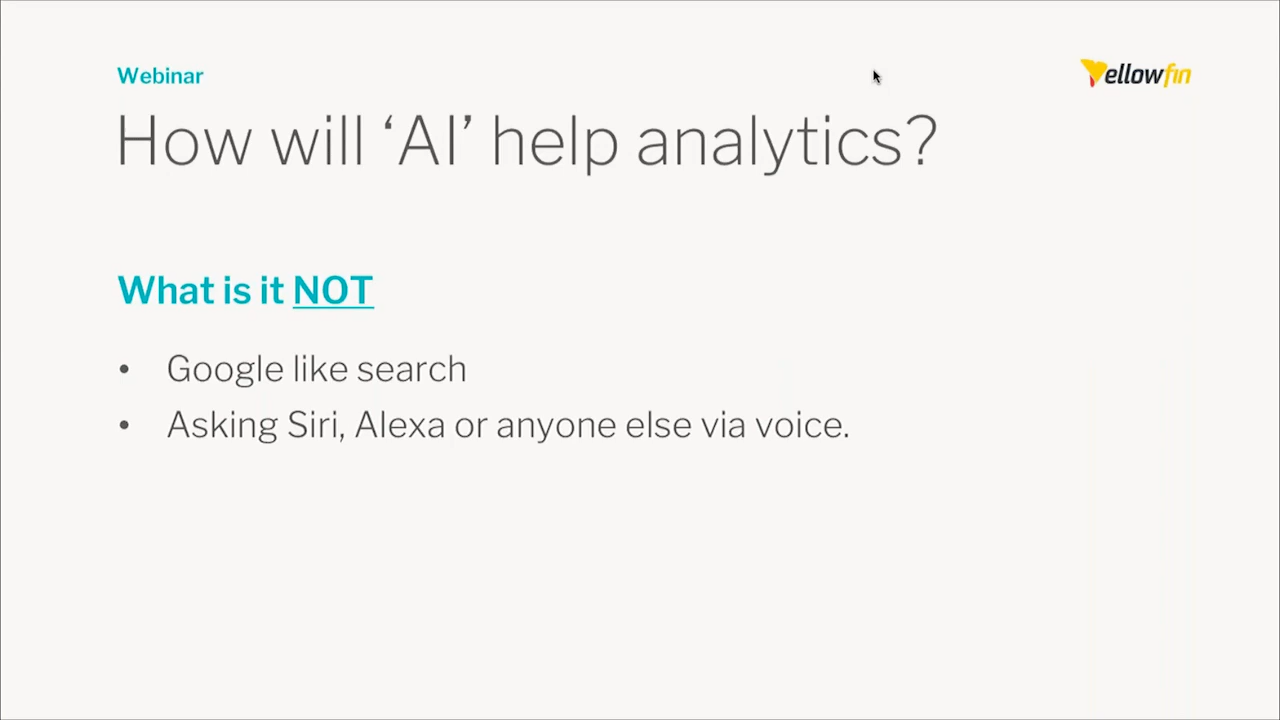 Webinar
Yellowfin
How will ‘AI’ help analytics?
What is it NOT
• Google like search
• Asking Siri, Alexa or anyone else via voice.